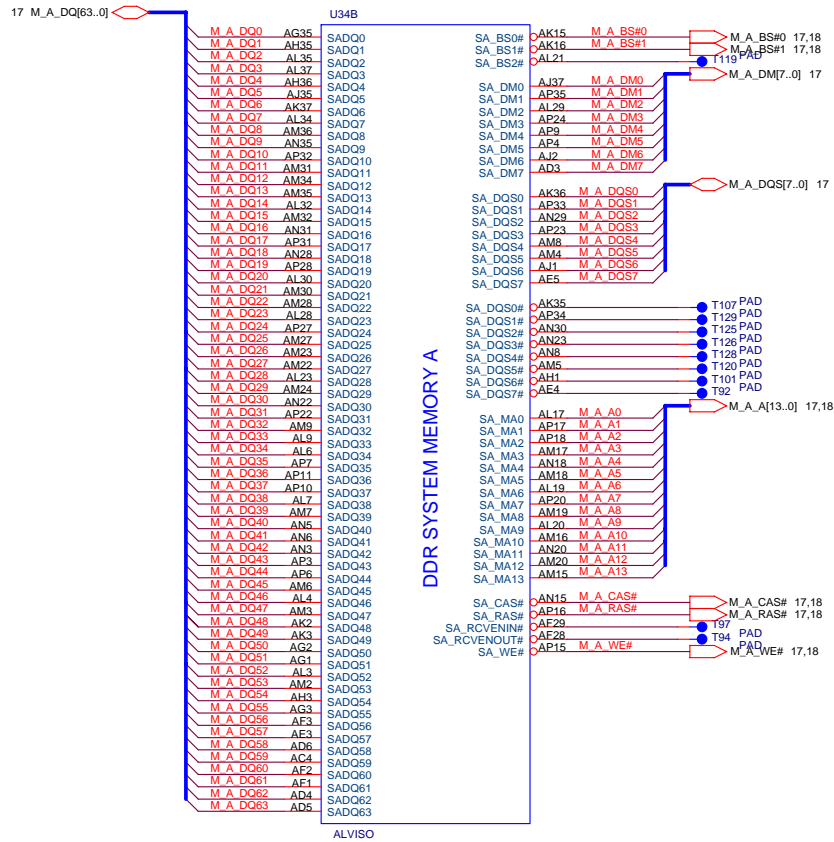 17 M_A_DQ[63..0]
U34B
M_A_DQ0 AG35 SADQ0
M_A_DQ1 AH35 SADQ1
M_A_DQ2 AL35 SADQ2
M_A_DQ3 AL37 SADQ3
M_A_DQ4 AH36 SADQ4
M_A_DQ5 AJ35 SADQ5
M_A_DQ6 AK37 SADQ6
M_A_DQ7 AL34 SADQ7
M_A_DQ8 AM36 SADQ8
M_A_DQ9 AN35 SADQ9
M_A_DQ10 AP32 SADQ10
M_A_DQ11 AM31 SADQ11
M_A_DQ12 AM34 SADQ12
M_A_DQ13 AM35 SADQ13
M_A_DQ14 AL32 SADQ14
M_A_DQ15 AM32 SADQ15
M_A_DQ16 AN31 SADQ16
M_A_DQ17 AP31 SADQ17
M_A_DQ18 AN28 SADQ18
M_A_DQ19 AP28 SADQ19
M_A_DQ20 AL30 SADQ20
M_A_DQ21 AM30 SADQ21
M_A_DQ22 AM28 SADQ22
M_A_DQ23 AL28 SADQ23
M_A_DQ24 AP27 SADQ24
M_A_DQ25 AM27 SADQ25
M_A_DQ26 AM23 SADQ26
M_A_DQ27 AM22 SADQ27
M_A_DQ28 AL23 SADQ28
M_A_DQ29 AM24 SADQ29
M_A_DQ30 AN22 SADQ30
M_A_DQ31 AP22 SADQ31
M_A_DQ32 AM9 SADQ32
M_A_DQ33 AL9 SADQ33
M_A_DQ34 AL6 SADQ34
M_A_DQ35 AP7 SADQ35
M_A_DQ36 AP11 SADQ36
M_A_DQ37 AP10 SADQ37
M_A_DQ38 AL7 SADQ38
M_A_DQ39 AM7 SADQ39
M_A_DQ40 AN5 SADQ40
M_A_DQ41 AN6 SADQ41
M_A_DQ42 AN3 SADQ42
M_A_DQ43 AP3 SADQ43
M_A_DQ44 AP6 SADQ44
M_A_DQ45 AM6 SADQ45
M_A_DQ46 AL4 SADQ46
M_A_DQ47 AM3 SADQ47
M_A_DQ48 AK2 SADQ48
M_A_DQ49 AK3 SADQ49
M_A_DQ50 AG2 SADQ50
M_A_DQ51 AG1 SADQ51
M_A_DQ52 AL3 SADQ52
M_A_DQ53 AM2 SADQ53
M_A_DQ54 AH3 SADQ54
M_A_DQ55 AG3 SADQ55
M_A_DQ56 AF3 SADQ56
M_A_DQ57 AE3 SADQ57
M_A_DQ58 AD6 SADQ58
M_A_DQ59 AC4 SADQ59
M_A_DQ60 AF2 SADQ60
M_A_DQ61 AF1 SADQ61
M_A_DQ62 AD4 SADQ62
M_A_DQ63 AD5 SADQ63
DDR SYSTEM MEMORY A
SA_BS0# AK15 M_A_BS#0 M_A_BS#0 17,18
SA_BS1# AK16 M_A_BS#1 M_A_BS#1 17,18
SA_BS2# AL21 T119 PAD
M_A_DM[7..0] 17
SA_DM0 AJ37 M_A_DM0
SA_DM1 AP35 M_A_DM1
SA_DM2 AL29 M_A_DM2
SA_DM3 AP24 M_A_DM3
SA_DM4 AP9 M_A_DM4
SA_DM5 AP4 M_A_DM5
SA_DM6 AJ2 M_A_DM6
SA_DM7 AD3 M_A_DM7
M_A_DQS[7..0] 17
SA_DQS0 AK36 M_A_DQS0
SA_DQS1 AP33 M_A_DQS1
SA_DQS2 AN29 M_A_DQS2
SA_DQS3 AP23 M_A_DQS3
SA_DQS4 AM8 M_A_DQS4
SA_DQS5 AM4 M_A_DQS5
SA_DQS6 AJ1 M_A_DQS6
SA_DQS7 AE5 M_A_DQS7
SA_DQS0# AK35 T107 PAD
SA_DQS1# AP34 T129 PAD
SA_DQS2# AN30 T125 PAD
SA_DQS3# AN23 T126 PAD
SA_DQS4# AN8 T128 PAD
SA_DQS5# AM5 T120 PAD
SA_DQS6# AH1 T101 PAD
SA_DQS7# AE4 T92 PAD
M_A_A[13..0] 17,18
SA_MA0 AL17 M_A_A0
SA_MA1 AP17 M_A_A1
SA_MA2 AP18 M_A_A2
SA_MA3 AM17 M_A_A3
SA_MA4 AN18 M_A_A4
SA_MA5 AM18 M_A_A5
SA_MA6 AL19 M_A_A6
SA_MA7 AP20 M_A_A7
SA_MA8 AM19 M_A_A8
SA_MA9 AL20 M_A_A9
SA_MA10 AM16 M_A_A10
SA_MA11 AN20 M_A_A11
SA_MA12 AM20 M_A_A12
SA_MA13 AM15 M_A_A13
SA_CAS# AN15 M_A_CAS# M_A_CAS# 17,18
SA_RAS# AP16 M_A_RAS# M_A_RAS# 17,18
SA_RCVENIN# AF29 T97 PAD
SA_RCVENOUT# AF28 T94 PAD
SA_WE# AP15 M_A_WE# M_A_WE# 17,18
ALVISO